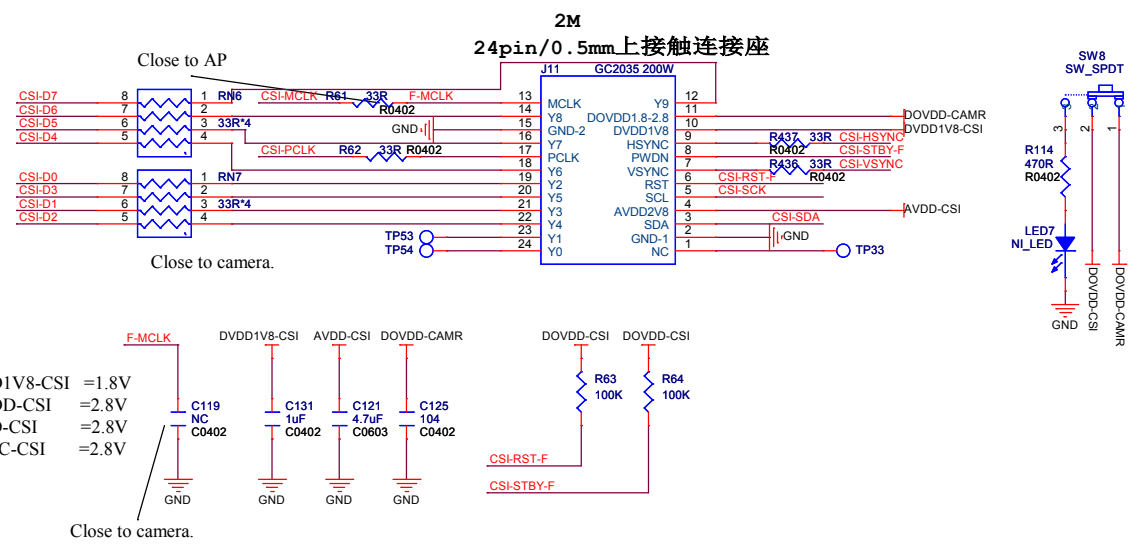 2M
24pin/0.5mm上接触连接座
Close to AP
J11 GC2035 200W
SW8
SW_SPDT
CSI-D7 8 1 RN6 CSI-MCLK R61 33R F-MCLK 13 MCLK Y9 12
R0402
CSI-D6 7 2 14 Y8 DOVDD1.8-2.8 11 DOVDD-CAMR
CSI-D5 6 3 33R*4 GND 15 GND-2 DVDD1V8 10 DVDD1V8-CSI
CSI-D4 5 4 16 Y7 HSYNC 9 R437 33R CSI-HSYNC
CSI-PCLK R62 33R R0402 17 PCLK PWDN 8 R0402 CSI-STBY-F
18 Y6 VSYNC 7 R436 33R CSI-VSYNC
R0402
CSI-D0 8 1 RN7 19 Y2 RST 6 CSI-RST-F
CSI-D3 7 2 20 Y5 SCL 5 CSI-SCK
CSI-D1 6 3 33R*4 21 Y3 AVDD2V8 4 AVDD-CSI
CSI-D2 5 4 22 Y4 SDA 3 CSI-SDA
TP53 23 Y1 GND-1 2 GND
TP54 24 Y0 NC 1 TP33
Close to camera.
3 2 1
R114
470R
R0402
LED7
NI_LED
GND
DOVDD-CSI
DOVDD-CAMR
F-MCLK DVDD1V8-CSI AVDD-CSI DOVDD-CAMR DOVDD-CSI DOVDD-CSI
1V8-CSI =1.8V
D-CSI =2.8V
-CSI =2.8V
C-CSI =2.8V
C119
NC
C0402
C131
1uF
C0402
C121
4.7uF
C0603
C125
104
C0402
R63
100K
R64
100K
CSI-RST-F
CSI-STBY-F
GND GND GND GND
Close to camera.